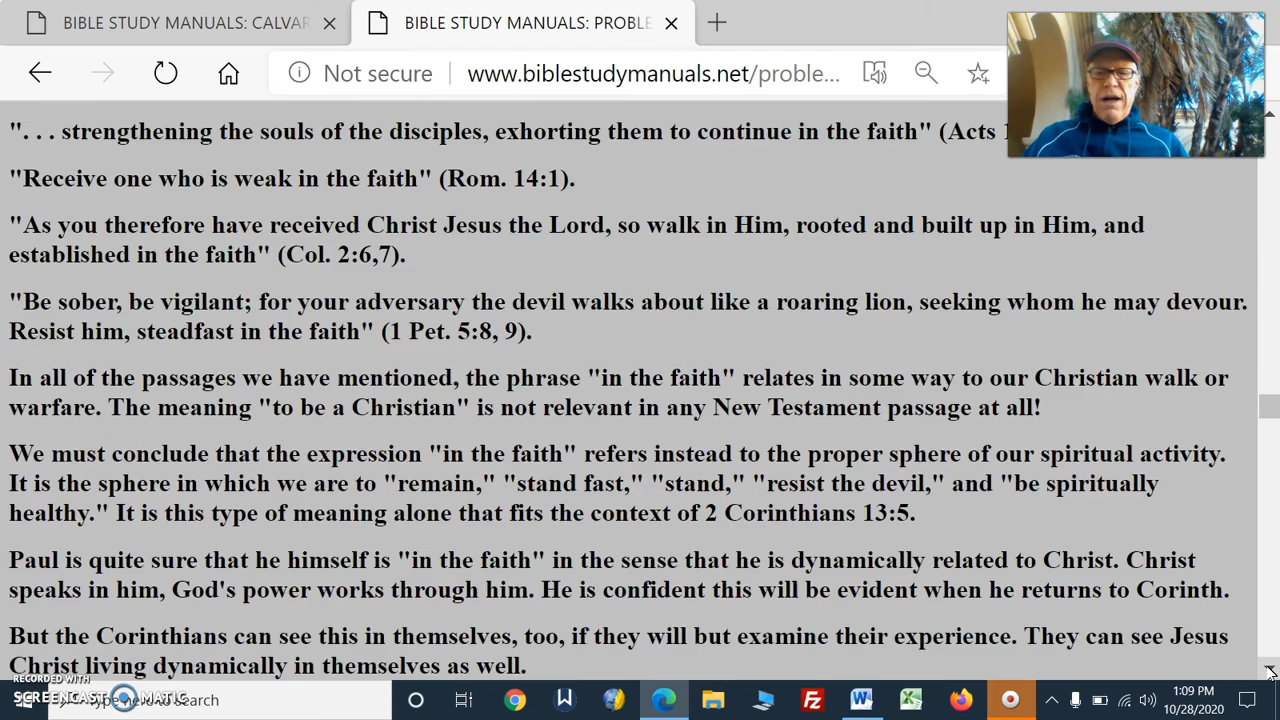 BIBLE STUDY MANUALS: CALVAR
BIBLE STUDY MANUALS: PROBLE
Not secure
www.biblestudymanuals.net/proble...
". . . strengthening the souls of the disciples, exhorting them to continue in the faith" (Acts 1
"Receive one who is weak in the faith" (Rom. 14:1).
"As you therefore have received Christ Jesus the Lord, so walk in Him, rooted and built up in Him, and
established in the faith" (Col. 2:6,7).
"Be sober, be vigilant; for your adversary the devil walks about like a roaring lion, seeking whom he may devour.
Resist him, steadfast in the faith" (1 Pet. 5:8, 9).
In all of the passages we have mentioned, the phrase "in the faith" relates in some way to our Christian walk or
warfare. The meaning "to be a Christian" is not relevant in any New Testament passage at all!
We must conclude that the expression "in the faith" refers instead to the proper sphere of our spiritual activity.
It is the sphere in which we are to "remain," "stand fast," "stand," "resist the devil," and "be spiritually
healthy." It is this type of meaning alone that fits the context of 2 Corinthians 13:5.
Paul is quite sure that he himself is "in the faith" in the sense that he is dynamically related to Christ. Christ
speaks in him, God's power works through him. He is confident this will be evident when he returns to Corinth.
But the Corinthians can see this in themselves, too, if they will but examine their experience. They can see Jesus
Christ living dynamically in themselves as well.
RECORDED WITH
SCREENCAST MATIC
Type here to search
1:09 PM
10/28/2020